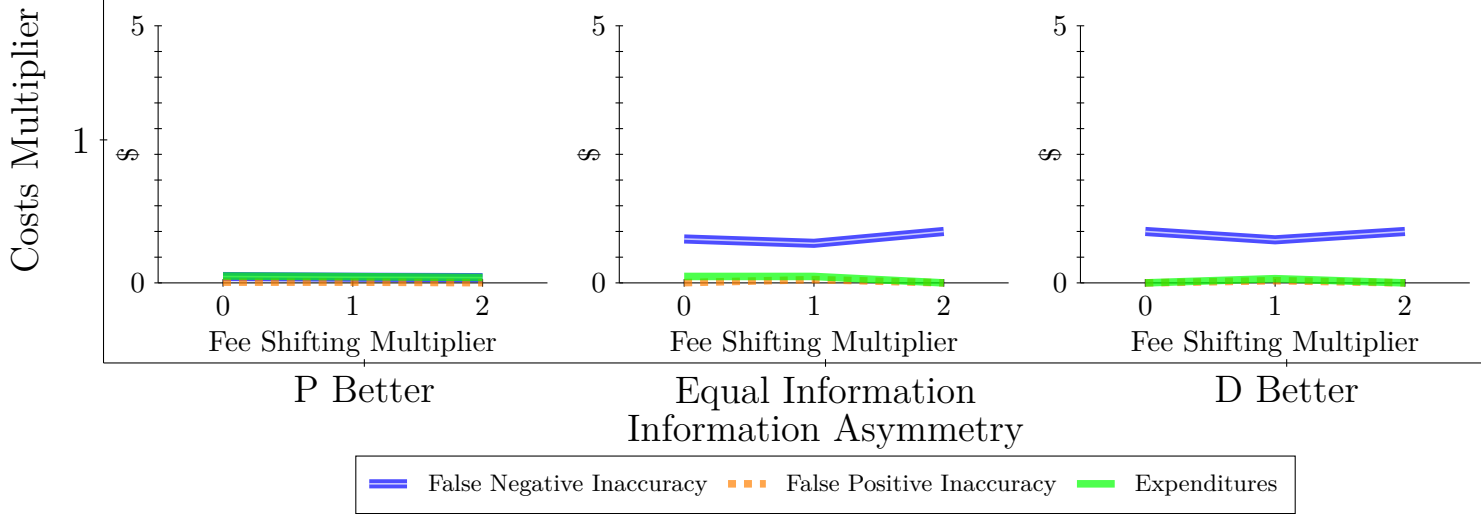 Costs Multiplier
1
5
0
$
0 1 2
Fee Shifting Multiplier
5
0
$
0 1 2
Fee Shifting Multiplier
5
0
$
0 1 2
Fee Shifting Multiplier
P Better
Equal Information
D Better
Information Asymmetry
False Negative Inaccuracy False Positive Inaccuracy Expenditures